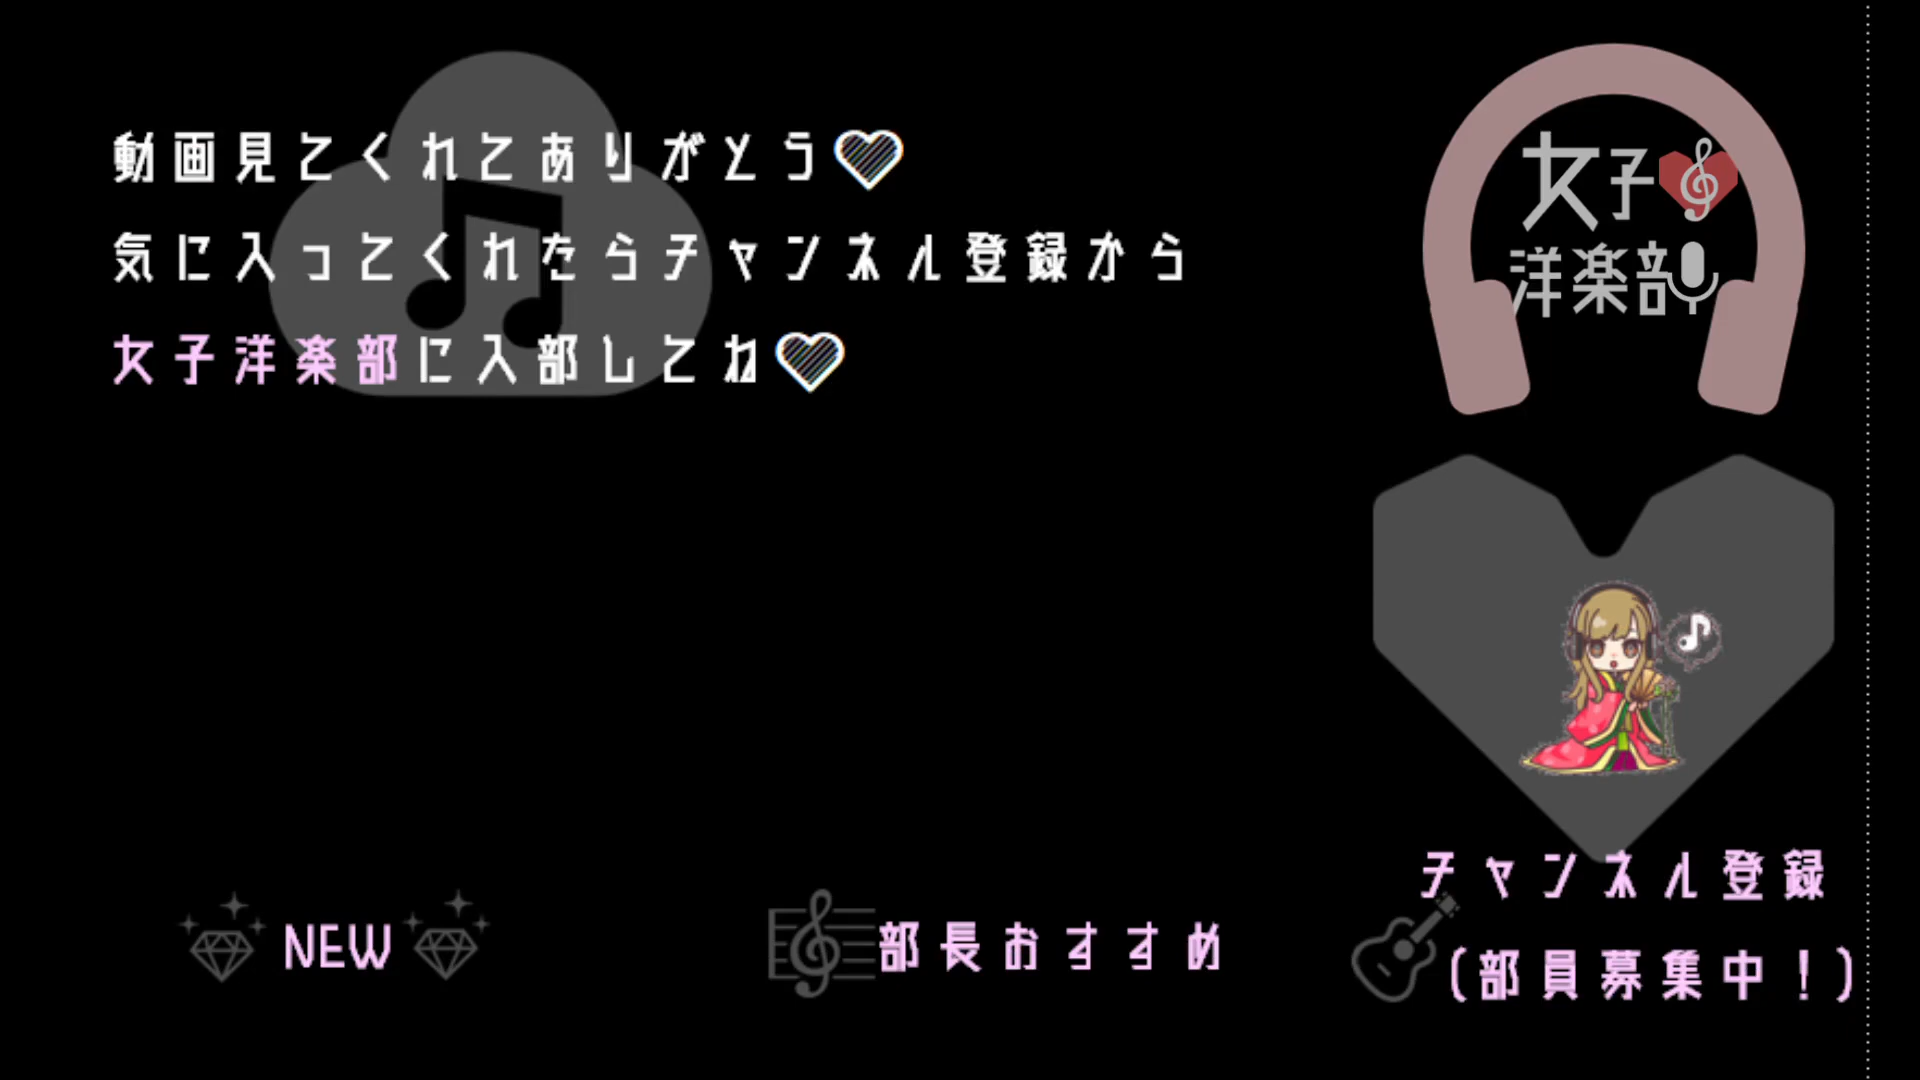 動画見てくれてありがとう
気に入ってくれたらチャンネル登録から
女子洋楽部に入部してね
女子
洋楽部
NEW
部長おすすめ
チャンネル登録
(部員募集中！)